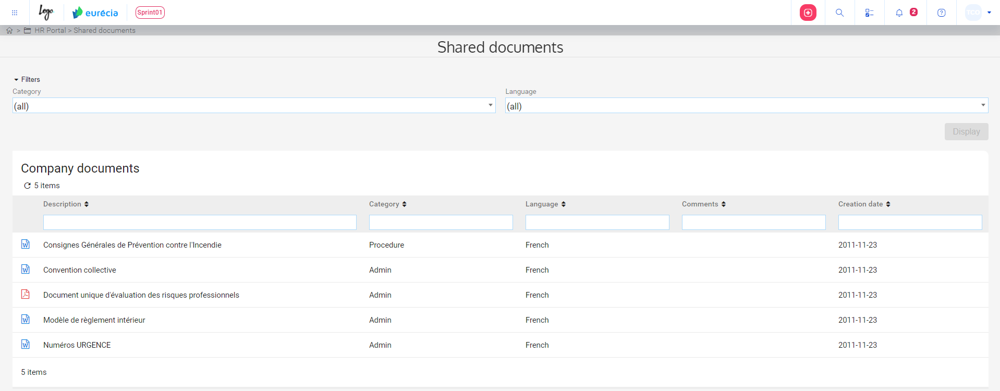 Logo eurécia Sprint01 2 TCO
> HR Portal > Shared documents
Shared documents
Filters
Category Language
(all) (all)
Display
Company documents
5 items
Description Category Language Comments Creation date
Consignes Générales de Prévention contre l'Incendie Procedure French 2011-11-23
Convention collective Admin French 2011-11-23
Document unique d'évaluation des risques professionnels Admin French 2011-11-23
Modèle de règlement intérieur Admin French 2011-11-23
Numéros URGENCE Admin French 2011-11-23
5 items